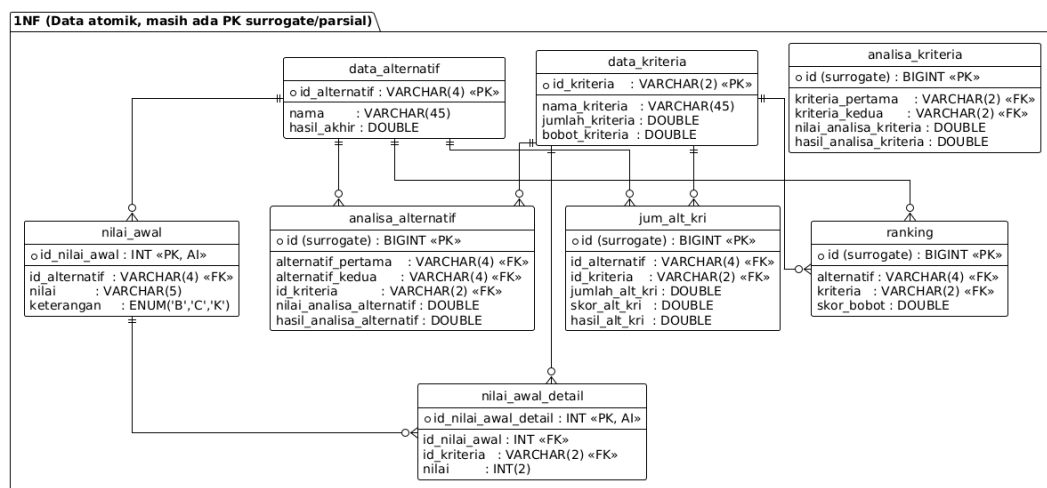 1NF (Data atomik, masih ada PK surrogate/parsial)
data_alternatif
id_alternatif : VARCHAR(4) «PK»
nama : VARCHAR(45)
hasil_akhir : DOUBLE
data_kriteria
id_kriteria : VARCHAR(2) «PK»
nama_kriteria : VARCHAR(45)
jumlah_kriteria : DOUBLE
bobot_kriteria : DOUBLE
analisa_kriteria
id (surrogate) : BIGINT «PK»
kriteria_pertama : VARCHAR(2) «FK»
kriteria_kedua : VARCHAR(2) «FK»
nilai_analisa_kriteria : DOUBLE
hasil_analisa_kriteria : DOUBLE
nilai_awal
id_nilai_awal : INT «PK, AI»
id_alternatif : VARCHAR(4) «FK»
nilai : VARCHAR(5)
keterangan : ENUM('B','C','K')
analisa_alternatif
id (surrogate) : BIGINT «PK»
alternatif_pertama : VARCHAR(4) «FK»
alternatif_kedua : VARCHAR(4) «FK»
id_kriteria : VARCHAR(2) «FK»
nilai_analisa_alternatif : DOUBLE
hasil_analisa_alternatif : DOUBLE
jum_alt_kri
id (surrogate) : BIGINT «PK»
id_alternatif : VARCHAR(4) «FK»
id_kriteria : VARCHAR(2) «FK»
jumlah_alt_kri : DOUBLE
skor_alt_kri : DOUBLE
hasil_alt_kri : DOUBLE
ranking
id (surrogate) : BIGINT «PK»
alternatif : VARCHAR(4) «FK»
kriteria : VARCHAR(2) «FK»
skor_bobot : DOUBLE
nilai_awal_detail
id_nilai_awal_detail : INT «PK, AI»
id_nilai_awal : INT «FK»
id_kriteria : VARCHAR(2) «FK»
nilai : INT(2)